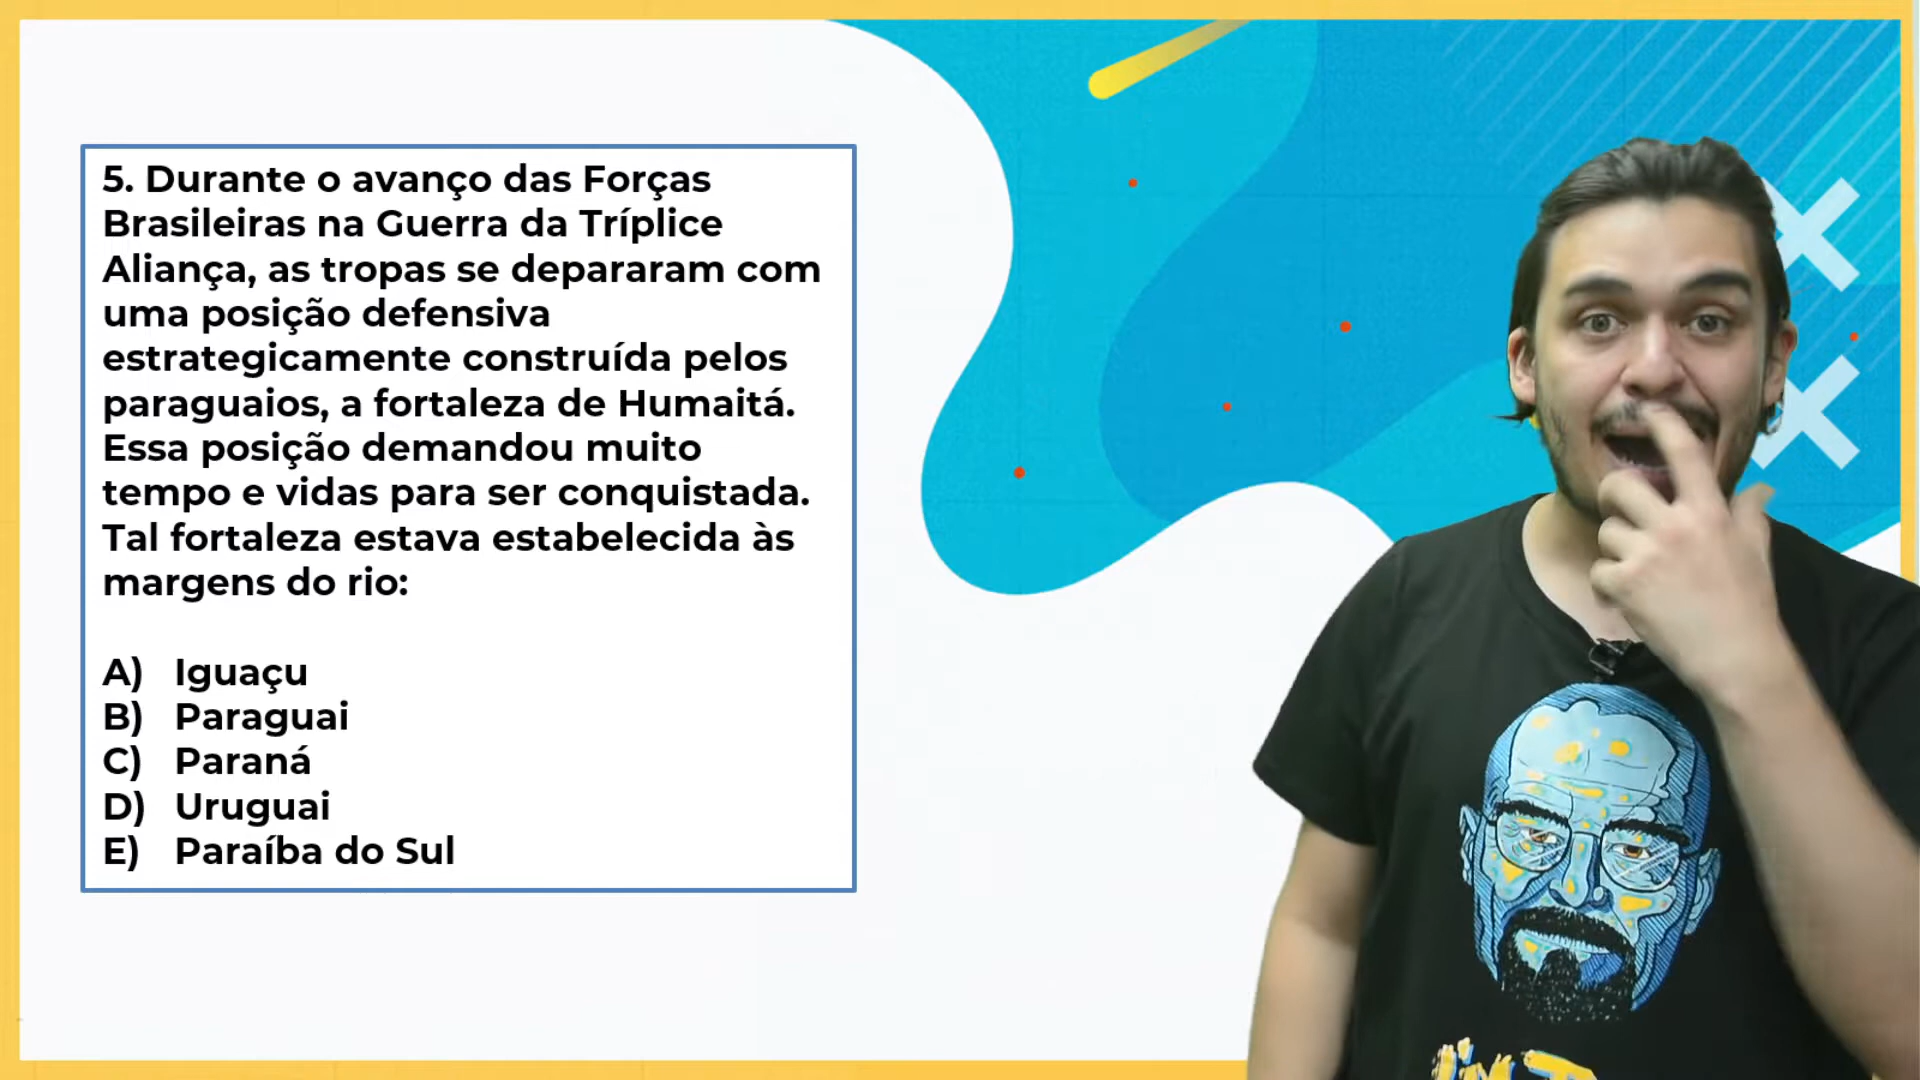 5. Durante o avanço das Forças
Brasileiras na Guerra da Tríplice
Aliança, as tropas se depararam com
uma posição defensiva
estrategicamente construída pelos
paraguaios, a fortaleza de Humaitá.
Essa posição demandou muito
tempo e vidas para ser conquistada.
Tal fortaleza estava estabelecida às
margens do rio:
A) Iguaçu
B) Paraguai
C) Paraná
D) Uruguai
E) Paraíba do Sul